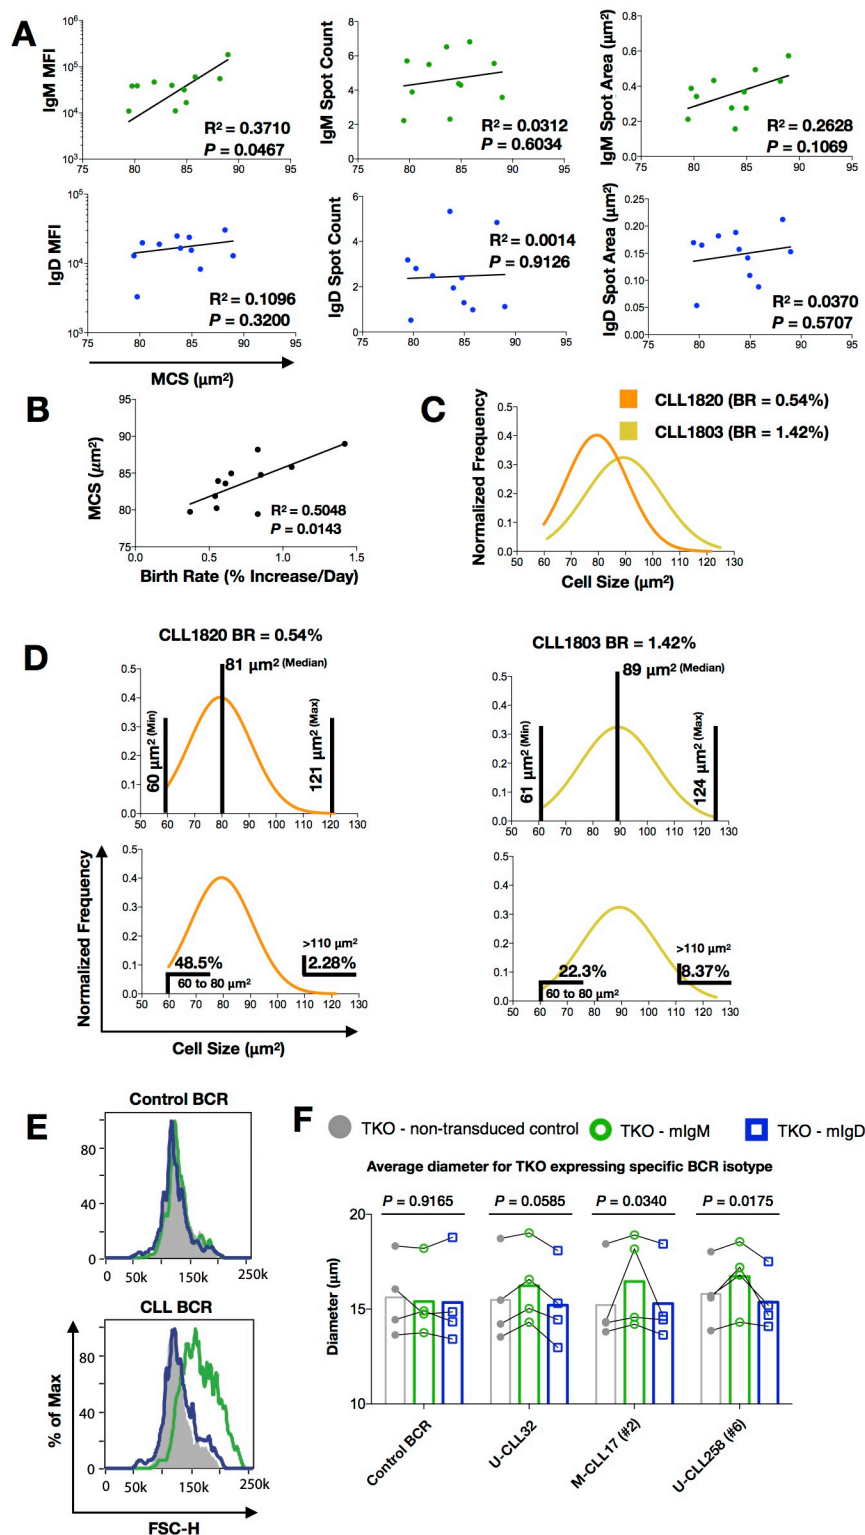 A
IgM MFI
10⁶
10⁵
10⁴
10³
75 80 85 90 95
R² = 0.3710
P = 0.0467
IgM Spot Count
8
6
4
2
0
75 80 85 90 95
R² = 0.0312
P = 0.6034
IgM Spot Area (μm²)
0.8
0.6
0.4
0.2
0.0
75 80 85 90 95
R² = 0.2628
P = 0.1069
IgD MFI
10⁵
10⁴
10³
75 80 85 90 95
R² = 0.1096
P = 0.3200
MCS (μm²)
IgD Spot Count
6
4
2
0
75 80 85 90 95
R² = 0.0014
P = 0.9126
IgD Spot Area (μm²)
0.25
0.20
0.15
0.10
0.05
0.00
75 80 85 90 95
R² = 0.0370
P = 0.5707
B
MCS (μm²)
95
90
85
80
75
0.0 0.5 1.0 1.5
R² = 0.5048
P = 0.0143
Birth Rate (% Increase/Day)
C
CLL1820 (BR = 0.54%)
CLL1803 (BR = 1.42%)
Normalized Frequency
0.5
0.4
0.3
0.2
0.1
0.0
50 60 70 80 90 100 110 120 130
Cell Size (μm²)
D
CLL1820 BR = 0.54%
81 μm² (Median)
60 μm² (Min)
121 μm² (Max)
0.5
0.4
0.3
0.2
0.1
0.0
50 60 70 80 90 100 110 120 130
CLL1803 BR = 1.42%
89 μm² (Median)
61 μm² (Min)
124 μm² (Max)
0.5
0.4
0.3
0.2
0.1
0.0
50 60 70 80 90 100 110 120 130
Normalized Frequency
0.5
0.4
0.3
0.2
0.1
0.0
48.5%
60 to 80 μm²
>110 μm²
2.28%
50 60 70 80 90 100 110 120 130
Cell Size (μm²)
0.5
0.4
0.3
0.2
0.1
0.0
22.3%
60 to 80 μm²
>110 μm²
8.37%
50 60 70 80 90 100 110 120 130
E
Control BCR
80
40
0
0 50k 150k 250k
CLL BCR
80
40
0
0 50k 150k 250k
% of Max
FSC-H
F
TKO - non-transduced control
TKO - mIgM
TKO - mIgD
Average diameter for TKO expressing specific BCR isotype
P = 0.9165 P = 0.0585 P = 0.0340 P = 0.0175
Diameter (μm)
20
15
10
Control BCR
U-CLL32
M-CLL17 (#2)
U-CLL258 (#6)